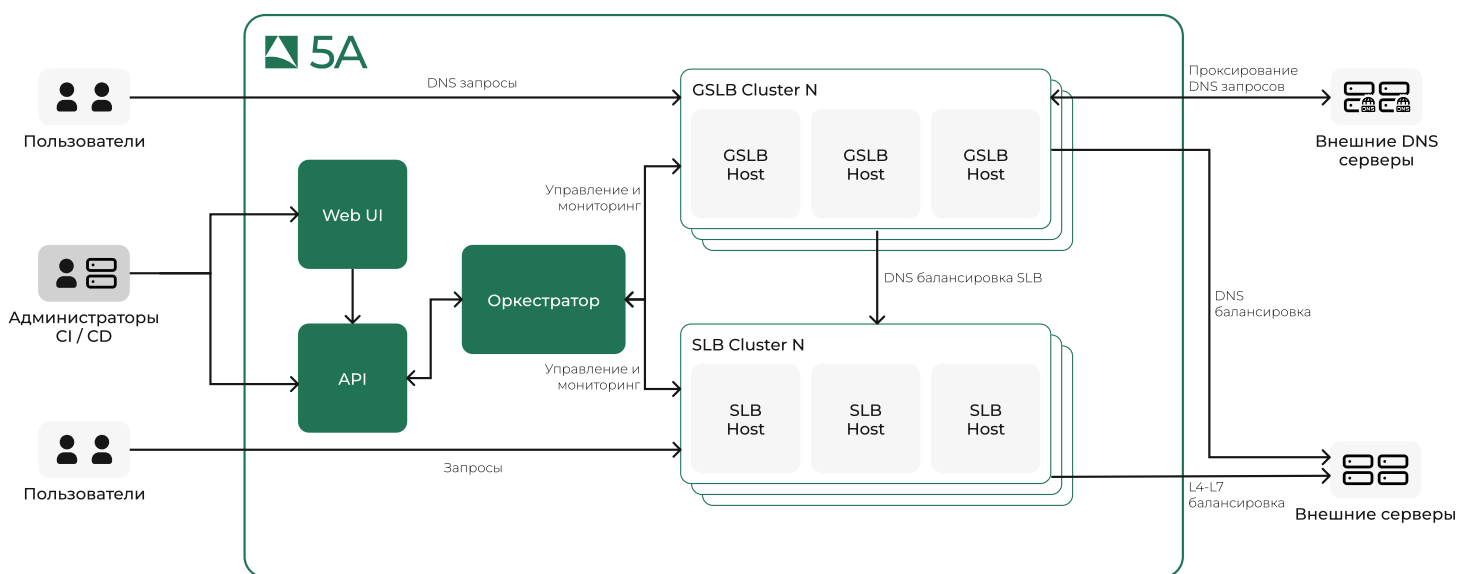 5A
DNS запросы
GSLB Cluster N
Проксирование
DNS запросов
Пользователи
Внешние DNS
серверы
GSLB
Host
GSLB
Host
GSLB
Host
Управление и
мониторинг
Web UI
DNS балансировка SLB
Оркестратор
DNS
балансировка
Администраторы
CI / CD
SLB Cluster N
Управление и
мониторинг
API
SLB
Host
SLB
Host
SLB
Host
Запросы
Пользователи
L4-L7
балансировка
Внешние серверы
DNS
DNS